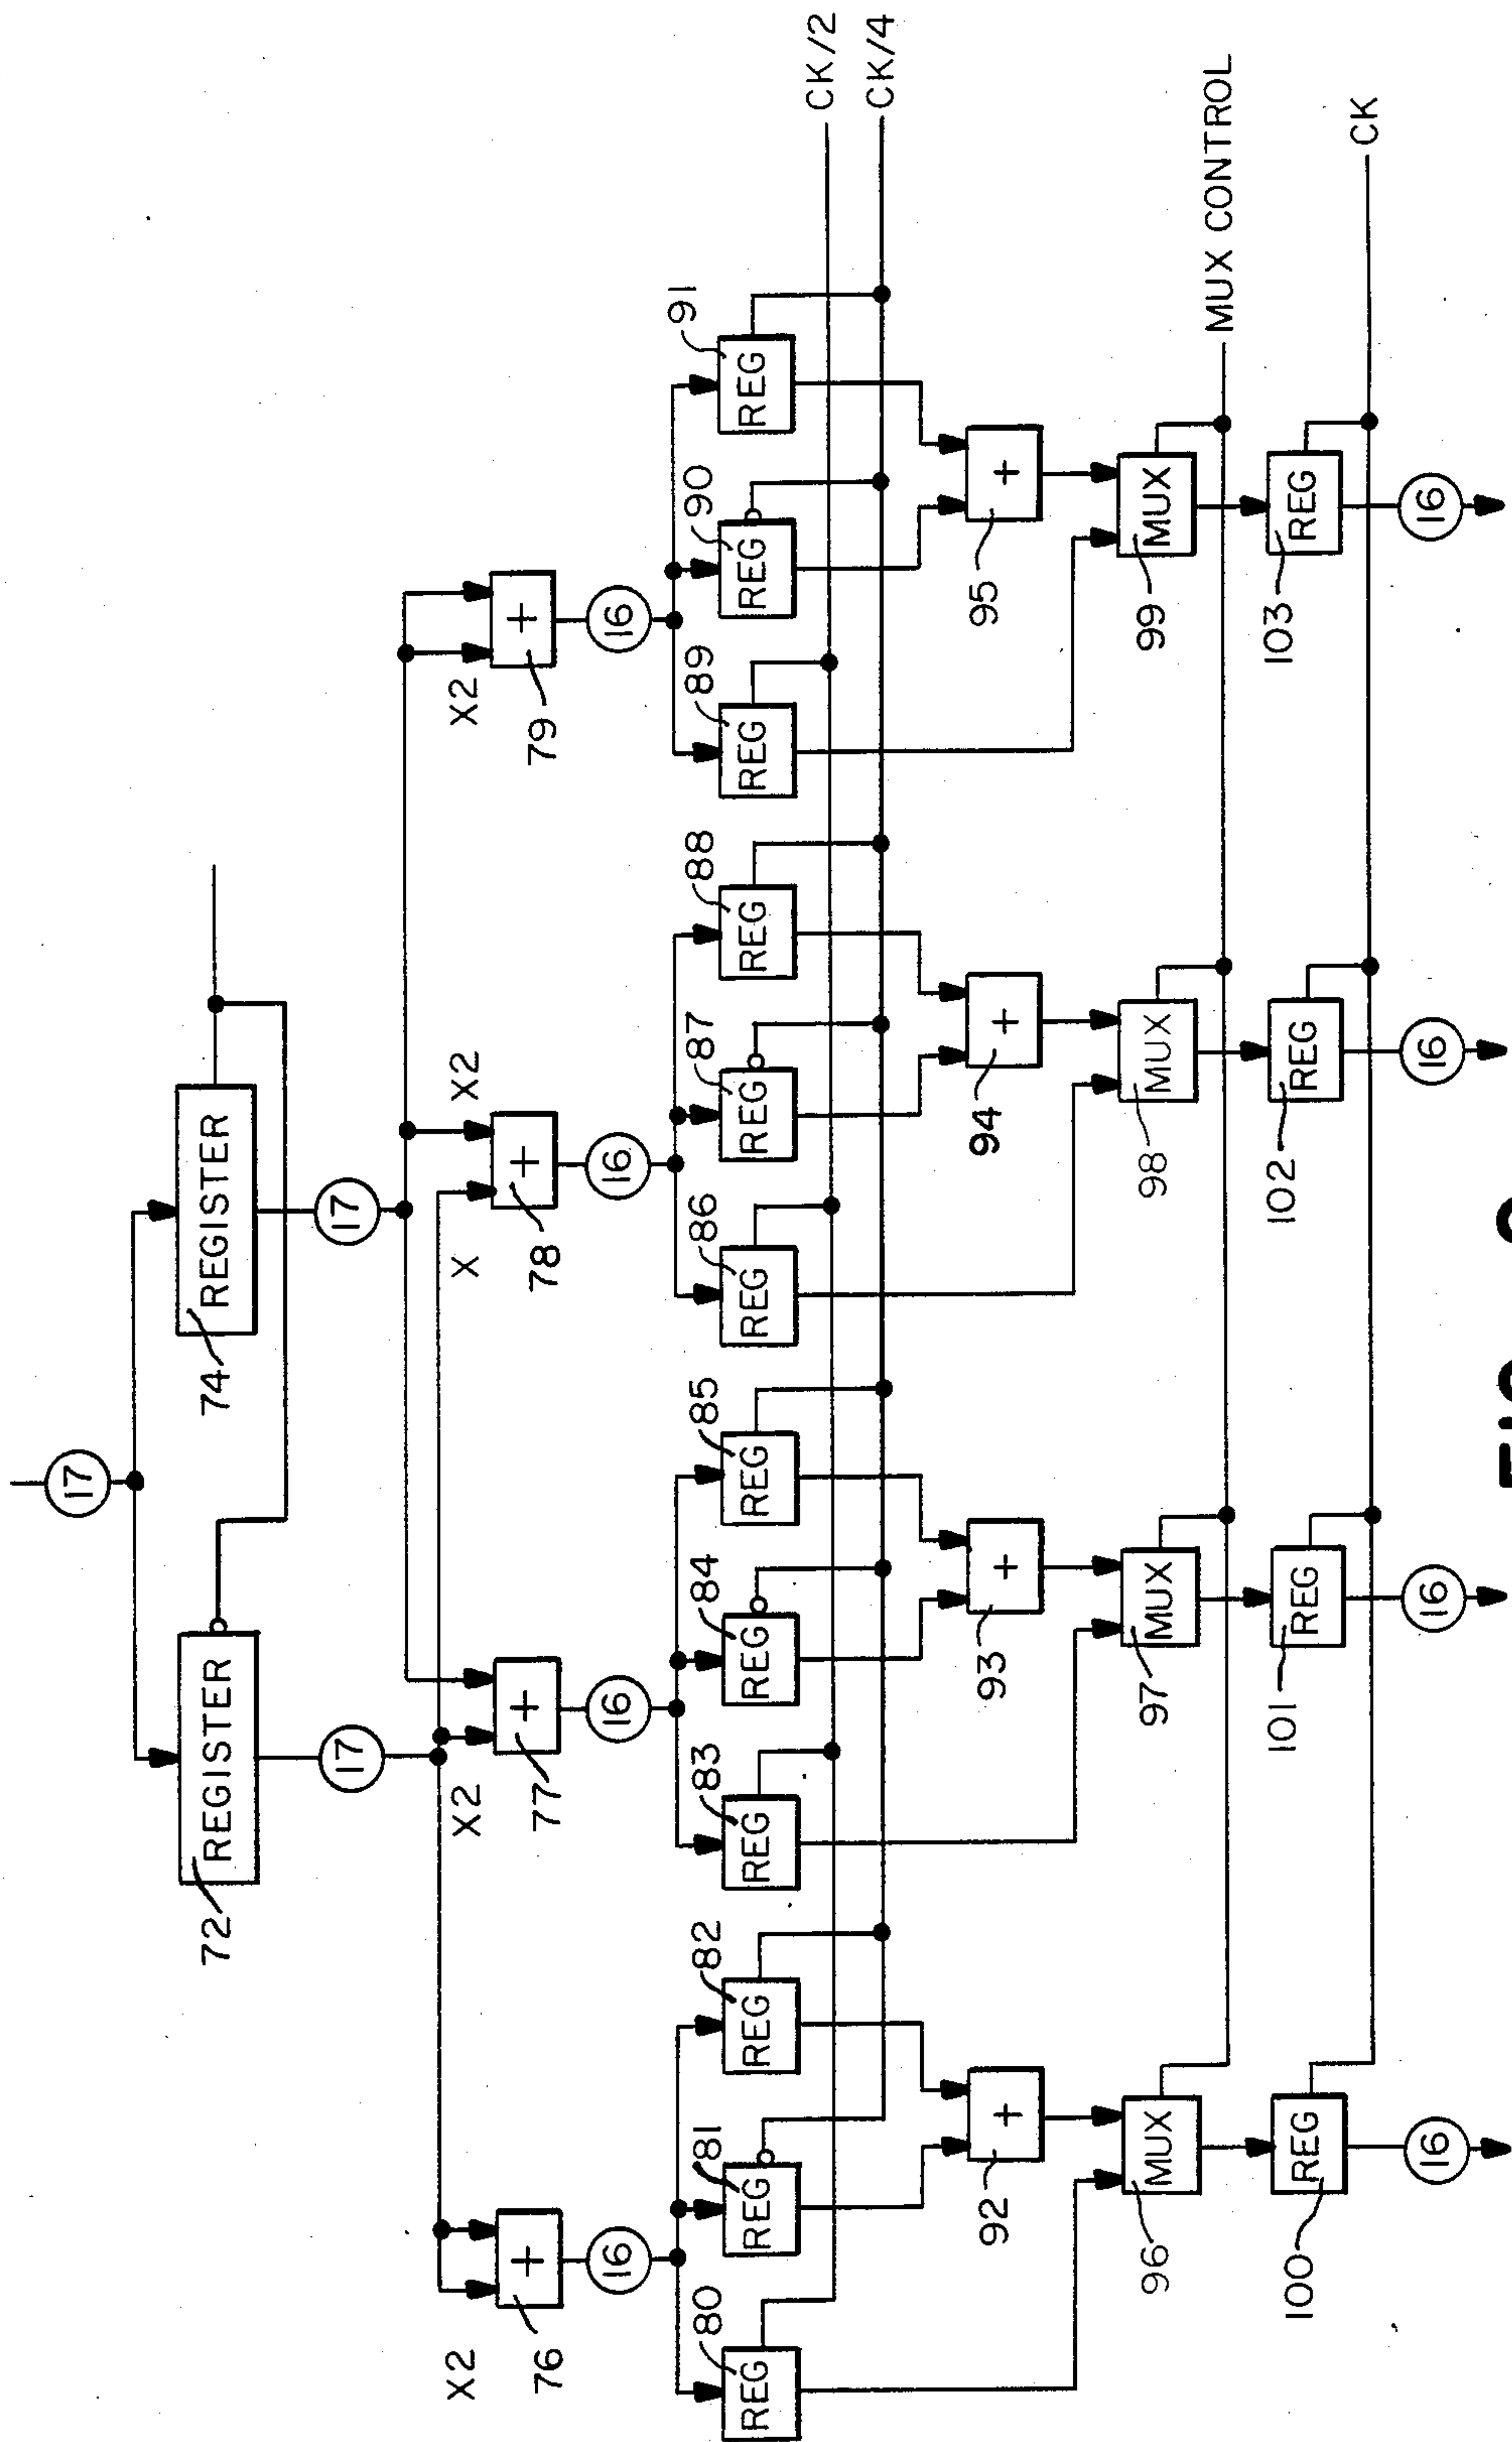 17
REGISTER
REGISTER
72
74
17
17
X2
X2
X
X2
X2
+
+
+
+
76
77
78
79
16
16
16
16
80
81
82
83
84
85
86
87
88
89
90
91
REG
REG
REG
REG
REG
REG
REG
REG
REG
REG
REG
REG
CK/2
CK/4
+
+
+
+
92
93
94
95
MUX
MUX
MUX
MUX
96
97
98
99
MUX CONTROL
REG
REG
REG
REG
100
101
102
103
CK
16
16
16
16
FIG.